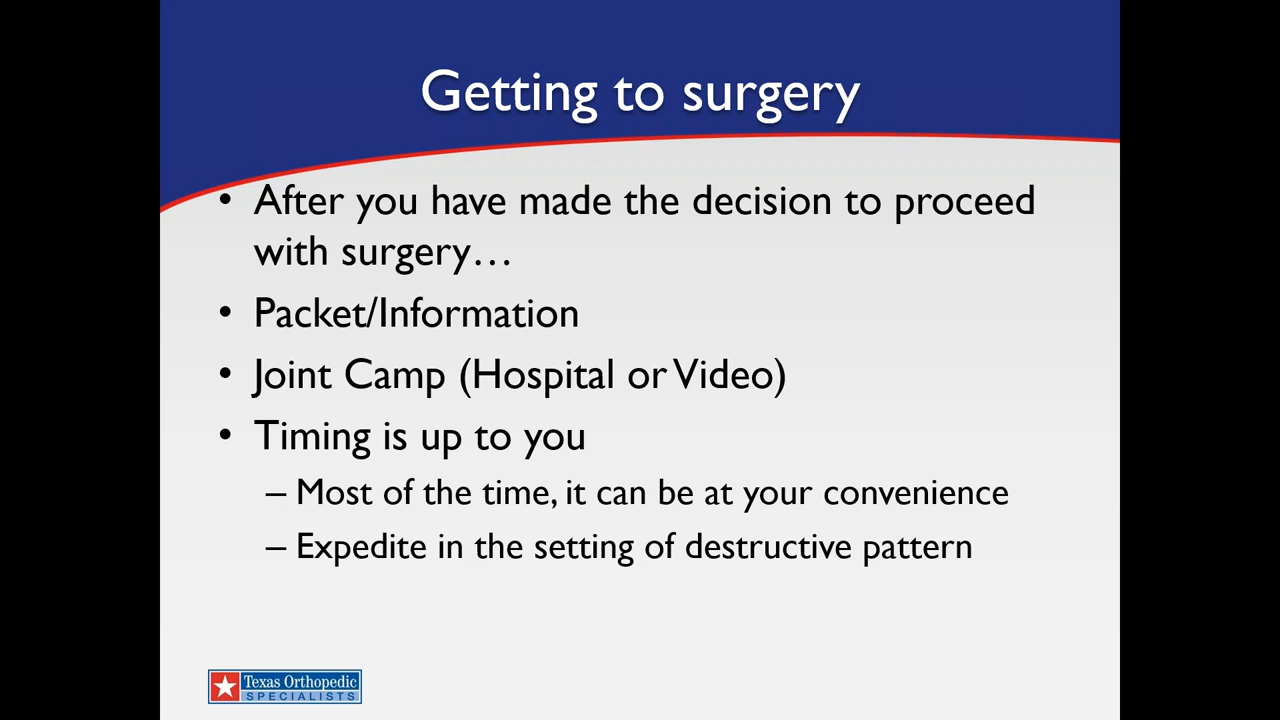 Getting to surgery
• After you have made the decision to proceed
with surgery…
• Packet/Information
• Joint Camp (Hospital or Video)
• Timing is up to you
– Most of the time, it can be at your convenience
– Expedite in the setting of destructive pattern
Texas Orthopedic
SPECIALISTS